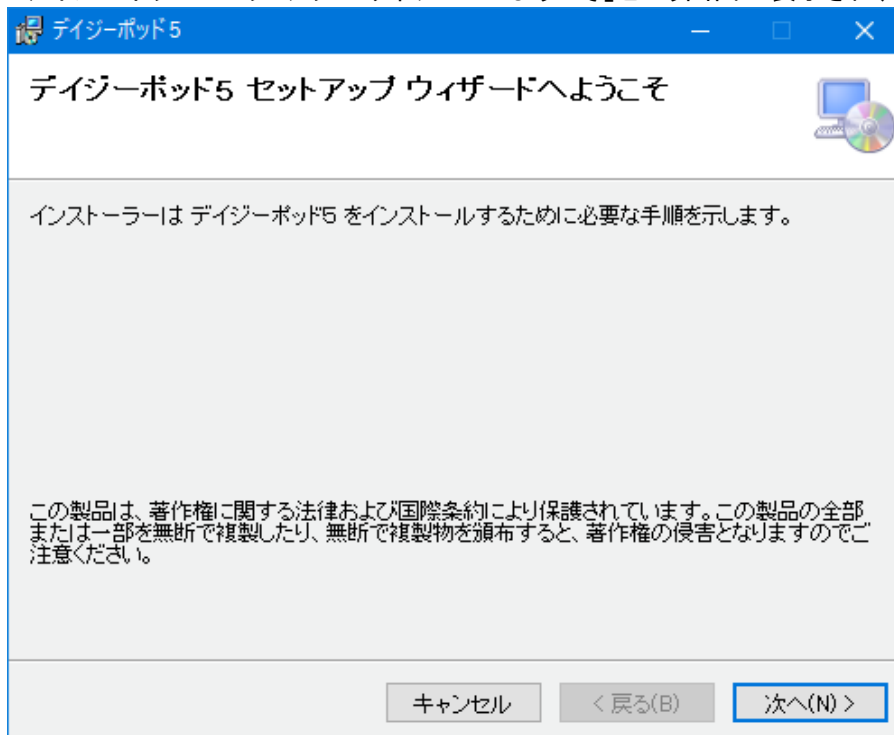 デイジーポッド5
デイジーポッド5 セットアップ ウィザードへようこそ
インストーラーは デイジーポッド5 をインストールするために必要な手順を示します。
この製品は、著作権に関する法律および国際条約により保護されています。この製品の全部
または一部を無断で複製したり、無断で複製物を頒布すると、著作権の侵害となりますのでご
注意ください。
キャンセル
< 戻る(B)
次へ(N) >